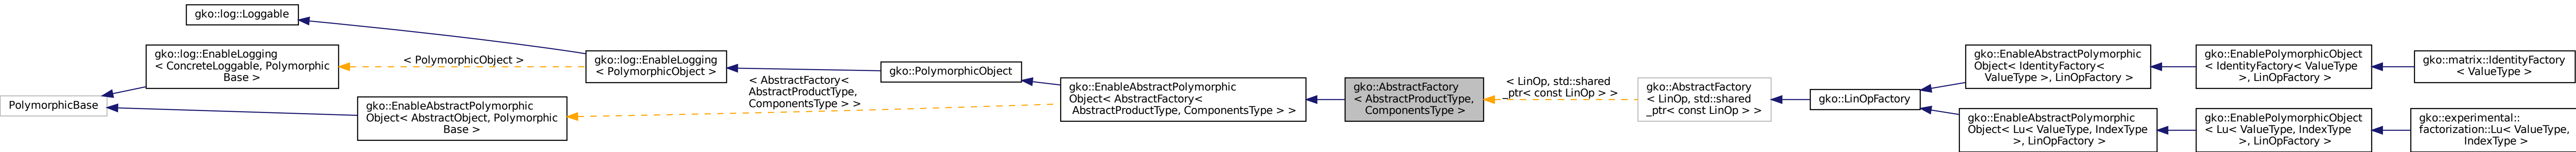 gko::log::Loggable
gko::log::EnableLogging
< ConcreteLoggable, Polymorphic
Base >
PolymorphicBase
gko::EnableAbstractPolymorphic
Object< AbstractObject, Polymorphic
Base >
< PolymorphicObject >
gko::log::EnableLogging
< PolymorphicObject >
< AbstractFactory<
AbstractProductType,
ComponentsType > >
gko::PolymorphicObject
gko::EnableAbstractPolymorphic
Object< AbstractFactory<
AbstractProductType, ComponentsType > >
gko::AbstractFactory
< AbstractProductType,
ComponentsType >
< LinOp, std::shared
_ptr< const LinOp > >
gko::AbstractFactory
< LinOp, std::shared
_ptr< const LinOp > >
gko::LinOpFactory
gko::EnableAbstractPolymorphic
Object< IdentityFactory<
ValueType >, LinOpFactory >
gko::EnablePolymorphicObject
< IdentityFactory< ValueType
>, LinOpFactory >
gko::matrix::IdentityFactory
< ValueType >
gko::EnableAbstractPolymorphic
Object< Lu< ValueType, IndexType
>, LinOpFactory >
gko::EnablePolymorphicObject
< Lu< ValueType, IndexType
>, LinOpFactory >
gko::experimental::
factorization::Lu< ValueType,
IndexType >